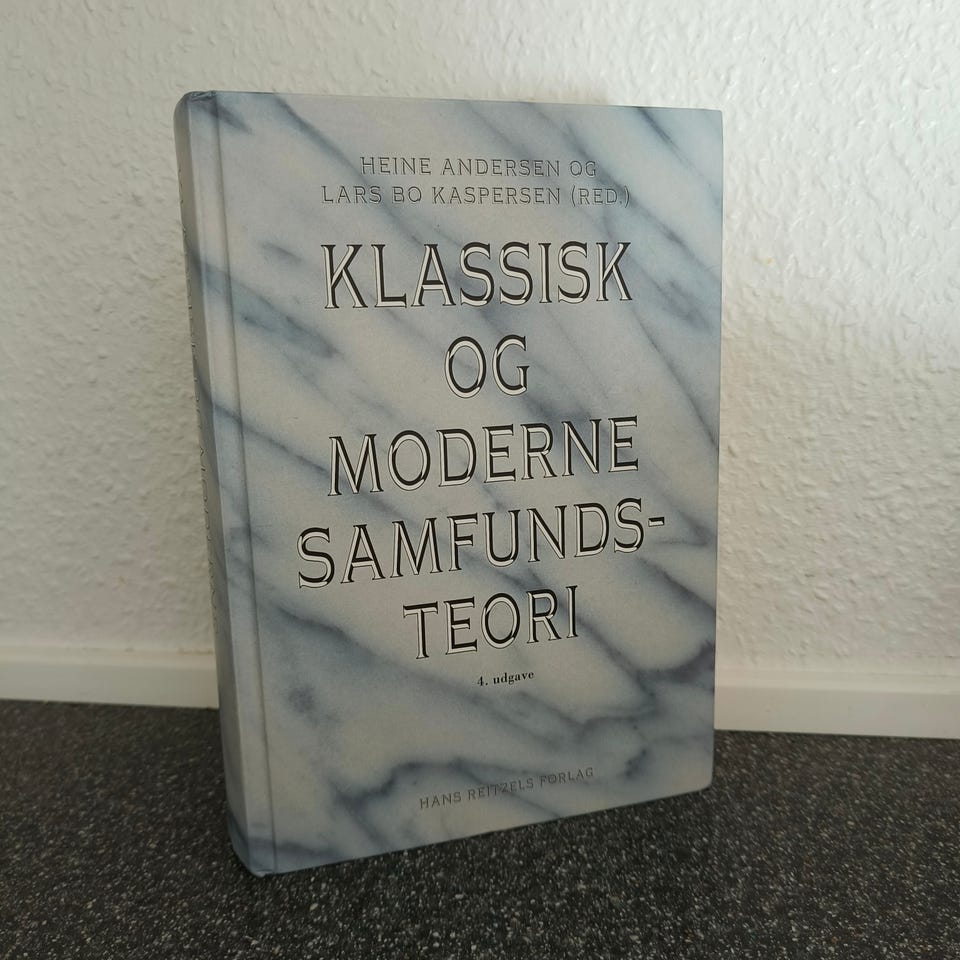 HEINE ANDERSEN OG
LARS BO KASPERSEN (RED.)
KLASSISK
OG
MODERNE
SAMFUNDS-
TEORI
4. udgave
HANS REITZELS FORLAG